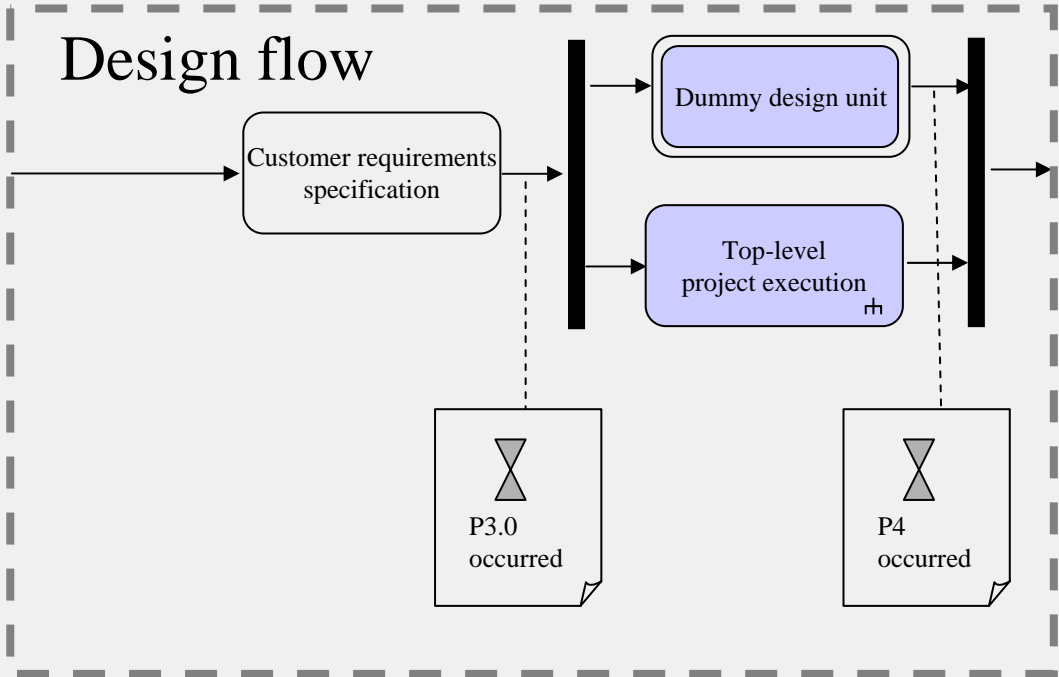 Design flow
Customer requirements
specification
Dummy design unit
Top-level
project execution
P3.0
occurred
P4
occurred